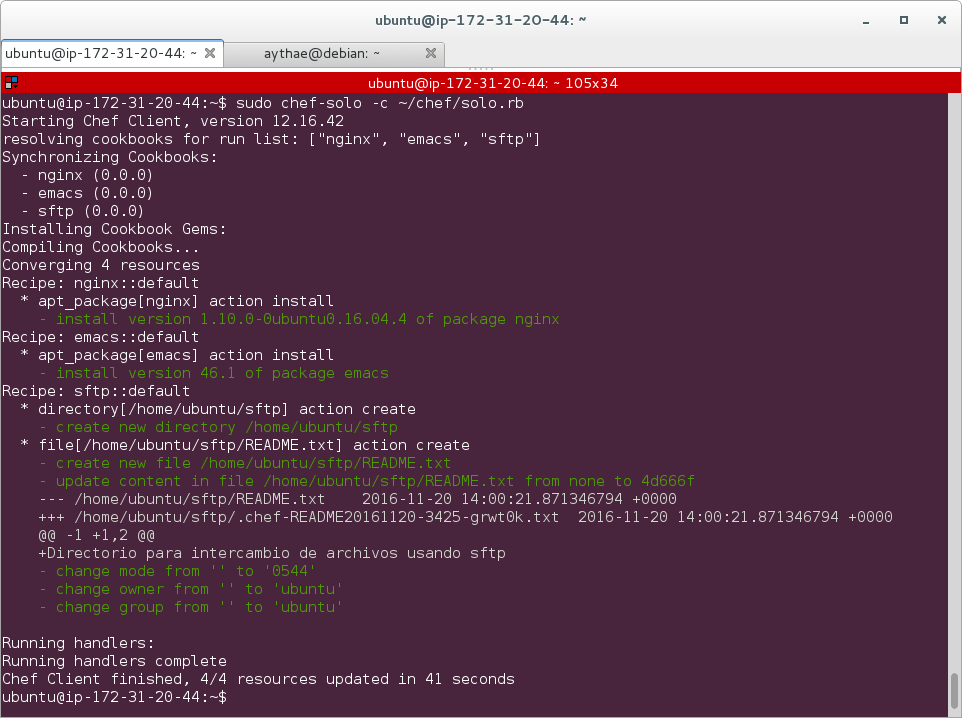 ubuntu@ip-172-31-20-44: ~
ubuntu@ip-172-31-20-44: ~
aythae@debian: ~
ubuntu@ip-172-31-20-44: ~ 105x34
ubuntu@ip-172-31-20-44:~$ sudo chef-solo -c ~/chef/solo.rb
Starting Chef Client, version 12.16.42
resolving cookbooks for run list: ["nginx", "emacs", "sftp"]
Synchronizing Cookbooks:
  - nginx (0.0.0)
  - emacs (0.0.0)
  - sftp (0.0.0)
Installing Cookbook Gems:
Compiling Cookbooks...
Converging 4 resources
Recipe: nginx::default
  * apt_package[nginx] action install
    - install version 1.10.0-0ubuntu0.16.04.4 of package nginx
Recipe: emacs::default
  * apt_package[emacs] action install
    - install version 46.1 of package emacs
Recipe: sftp::default
  * directory[/home/ubuntu/sftp] action create
    - create new directory /home/ubuntu/sftp
  * file[/home/ubuntu/sftp/README.txt] action create
    - create new file /home/ubuntu/sftp/README.txt
    - update content in file /home/ubuntu/sftp/README.txt from none to 4d666f
    --- /home/ubuntu/sftp/README.txt    2016-11-20 14:00:21.871346794 +0000
    +++ /home/ubuntu/sftp/.chef-README20161120-3425-grwt0k.txt  2016-11-20 14:00:21.871346794 +0000
    @@ -1 +1,2 @@
    +Directorio para intercambio de archivos usando sftp
    - change mode from '' to '0544'
    - change owner from '' to 'ubuntu'
    - change group from '' to 'ubuntu'
Running handlers:
Running handlers complete
Chef Client finished, 4/4 resources updated in 41 seconds
ubuntu@ip-172-31-20-44:~$